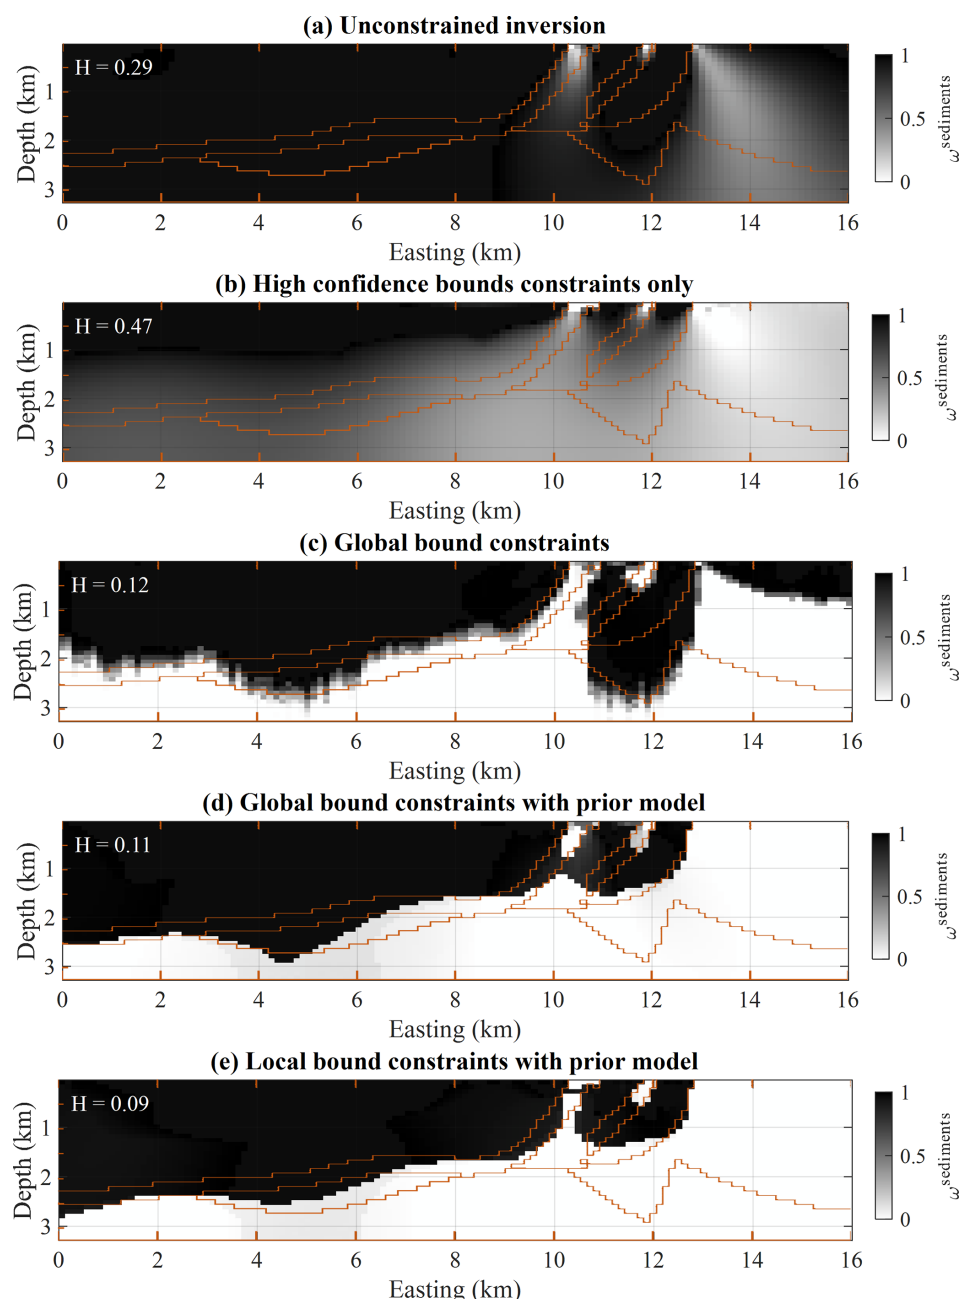 (a) Unconstrained inversion
H = 0.29
Depth (km)
1
2
3
0 2 4 6 8 10 12 14 16
Easting (km)
1
0.5
0
ω^sediments
(b) High confidence bounds constraints only
H = 0.47
Depth (km)
1
2
3
0 2 4 6 8 10 12 14 16
Easting (km)
1
0.5
0
ω^sediments
(c) Global bound constraints
H = 0.12
Depth (km)
1
2
3
0 2 4 6 8 10 12 14 16
Easting (km)
1
0.5
0
ω^sediments
(d) Global bound constraints with prior model
H = 0.11
Depth (km)
1
2
3
0 2 4 6 8 10 12 14 16
Easting (km)
1
0.5
0
ω^sediments
(e) Local bound constraints with prior model
H = 0.09
Depth (km)
1
2
3
0 2 4 6 8 10 12 14 16
Easting (km)
1
0.5
0
ω^sediments